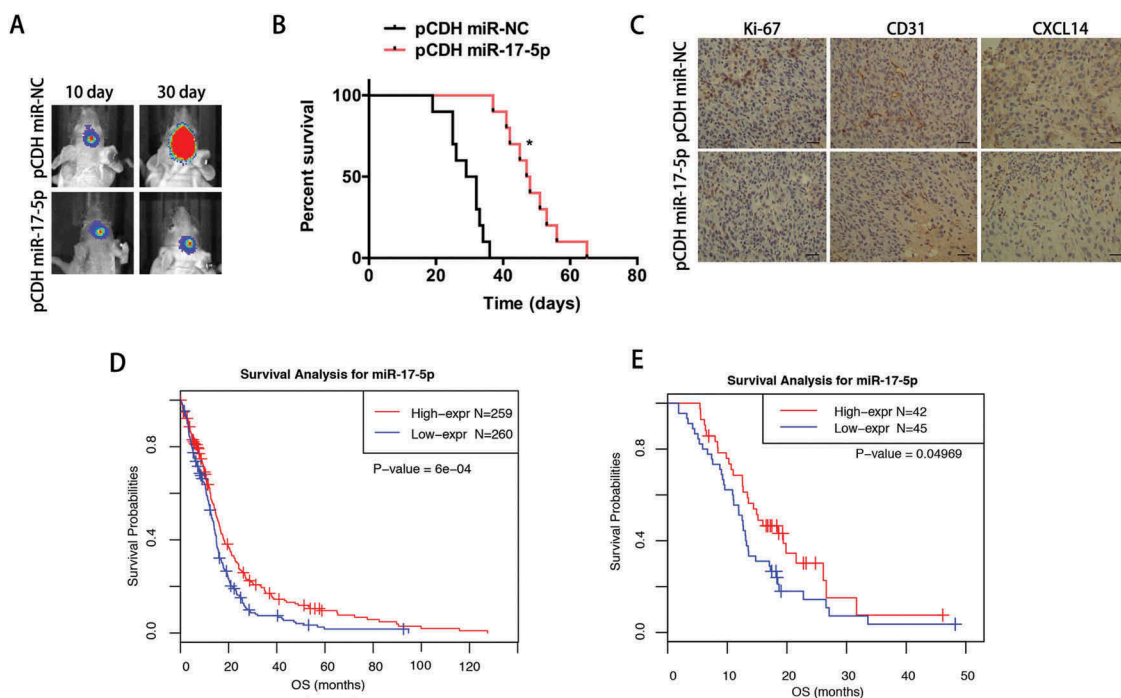 A
10 day 30 day
pCDH miR-NC
pCDH miR-17-5p
B
pCDH miR-NC
pCDH miR-17-5p
Percent survival
100
50
0
*
0 20 40 60 80
Time (days)
C
Ki-67 CD31 CXCL14
pCDH miR-NC
pCDH miR-17-5p
D
Survival Analysis for miR-17-5p
High-expr N=259
Low-expr N=260
P-value = 6e-04
Survival Probabilities
0.8
0.4
0.0
0 20 40 60 80 100 120
OS (months)
E
Survival Analysis for miR-17-5p
High-expr N=42
Low-expr N=45
P-value = 0.04969
Survival Probabilities
0.8
0.4
0.0
0 10 20 30 40 50
OS (months)